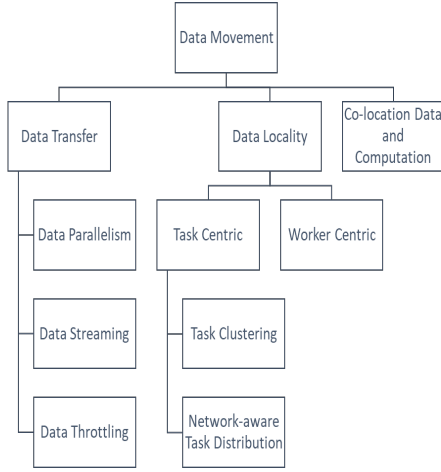 Data Movement
Data Transfer
Data Locality
Co-location Data
and
Computation
Data Parallelism
Task Centric
Worker Centric
Data Streaming
Task Clustering
Data Throttling
Network-aware
Task Distribution